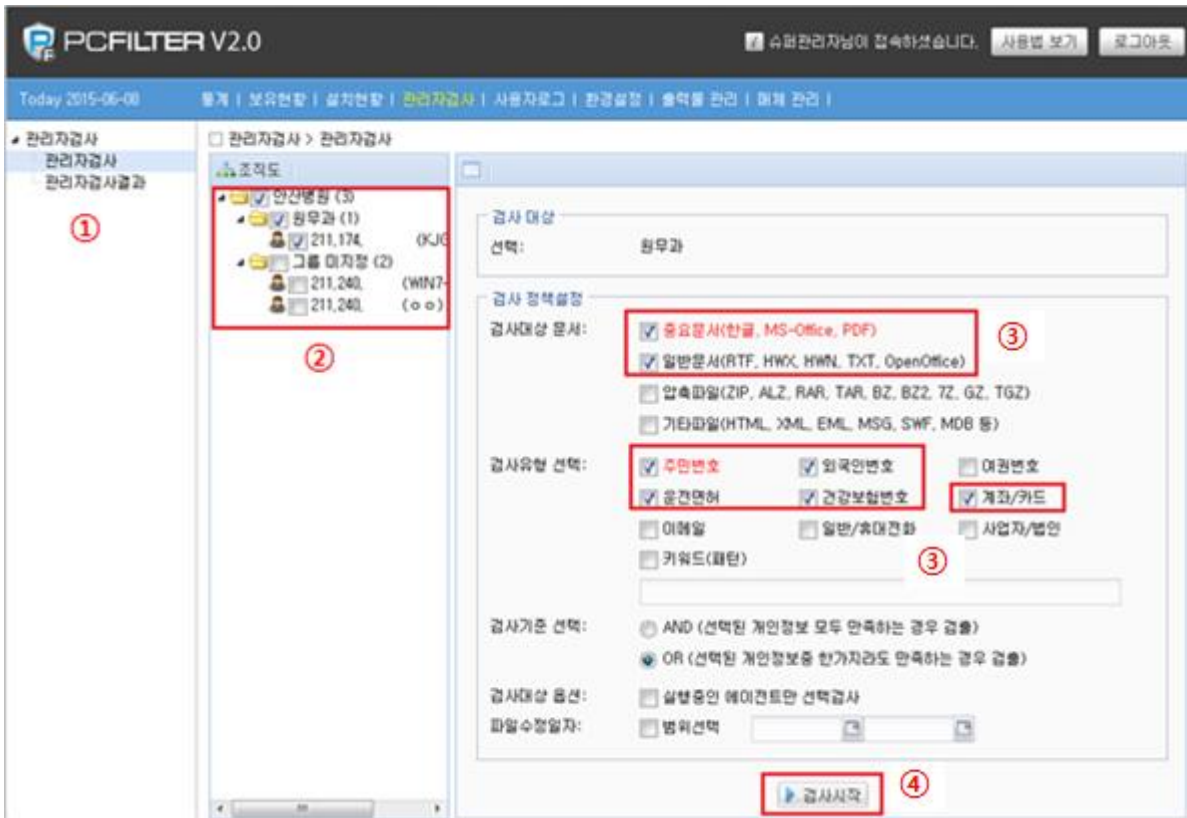 PCFILTER V2.0
슈퍼관리자님이 접속하셨습니다. 사용법 보기 로그아웃
Today 2015-06-08 통계 | 보유현황 | 설치현황 | 관리자검사 | 사용자로그 | 환경설정 | 출력물 관리 | 매체 관리 |
관리자검사
관리자검사
관리자검사결과
①
관리자검사 > 관리자검사
조직도
안산병원 (3)
원무과 (1)
211,174, (KJG
그룹 미지정 (2)
211,240, (WIN7-
211,240, (ㅇㅇ)
②
검사 대상
선택: 원무과
검사 정책설정
검사대상 문서: 중요문서(한글, MS-Office, PDF)
③
일반문서(RTF, HWX, HWN, TXT, OpenOffice)
압축파일(ZIP, ALZ, RAR, TAR, BZ, BZ2, 7Z, GZ, TGZ)
기타파일(HTML, XML, EML, MSG, SWF, MDB 등)
검사유형 선택: 주민번호 외국인번호 여권번호
운전면허 건강보험번호 계좌/카드
이메일 일반/휴대전화 사업자/법인
키워드(패턴)
③
검사기준 선택: AND (선택된 개인정보 모두 만족하는 경우 검출)
OR (선택된 개인정보중 한가지라도 만족하는 경우 검출)
검사대상 옵션: 실행중인 에이전트만 선택검사
파일수정일자: 범위선택
검사시작
④